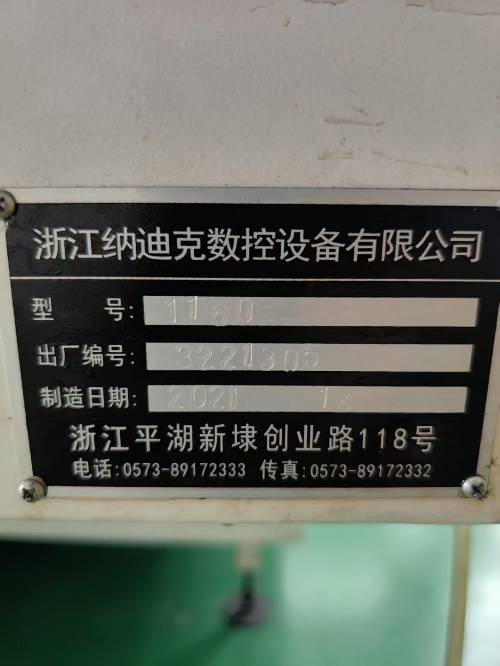 浙江纳迪克数控设备有限公司
型 号: 1160
出厂编号: 3221305
制造日期: 2021 12
浙江平湖新埭创业路118号
电话:0573-89172333 传真:0573-89172332